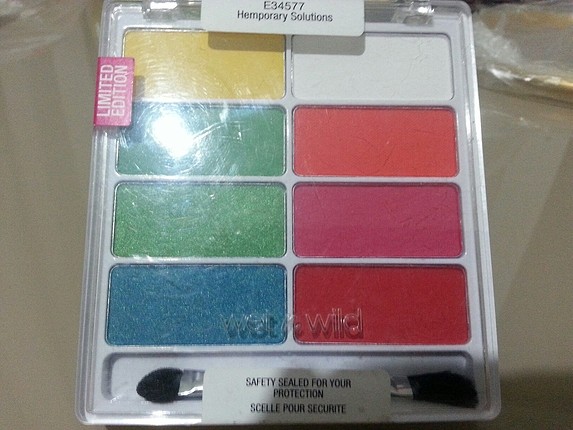 E34577
Hemporary Solutions
LIMITED
EDITION
wet n wild
SAFETY SEALED FOR YOUR
PROTECTION
SCELLE POUR SECURITE